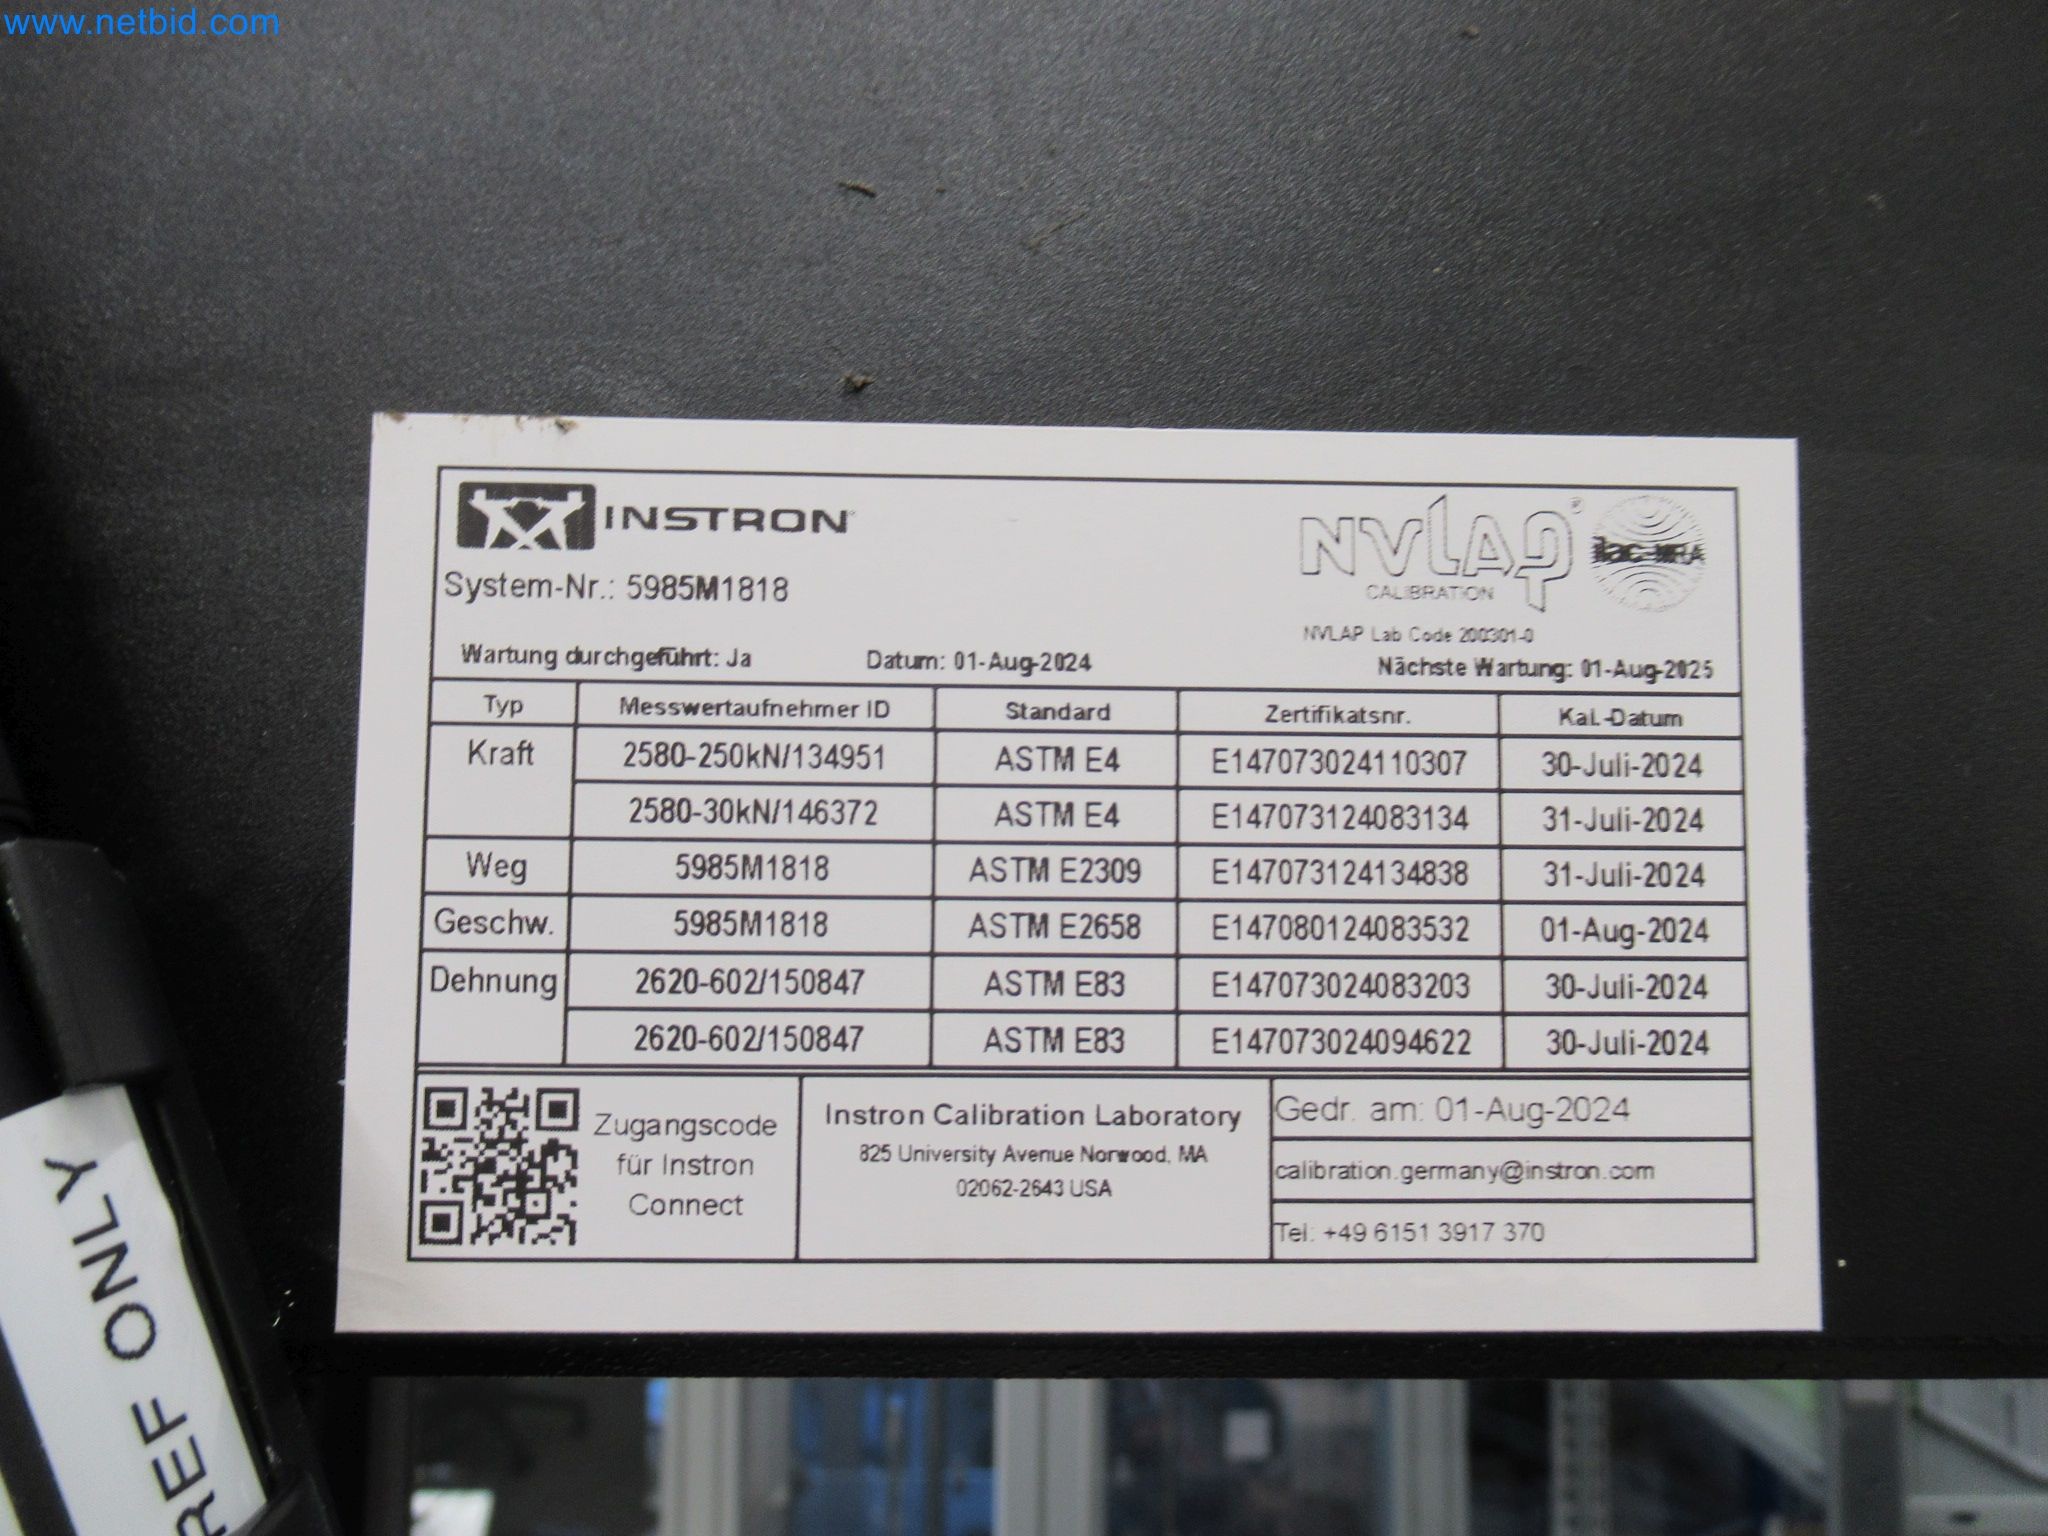 www.netbid.com
INSTRON®
NVLAP®
CALIBRATION
ilac-MRA
System-Nr.: 5985M1818
NVLAP Lab Code 200301-0
Wartung durchgeführt: Ja Datum: 01-Aug-2024 Nächste Wartung: 01-Aug-2025
Typ Messwertaufnehmer ID Standard Zertifikatsnr. Kal.-Datum
Kraft 2580-250kN/134951 ASTM E4 E147073024110307 30-Juli-2024
2580-30kN/146372 ASTM E4 E147073124083134 31-Juli-2024
Weg 5985M1818 ASTM E2309 E147073124134838 31-Juli-2024
Geschw. 5985M1818 ASTM E2658 E147080124083532 01-Aug-2024
Dehnung 2620-602/150847 ASTM E83 E147073024083203 30-Juli-2024
2620-602/150847 ASTM E83 E147073024094622 30-Juli-2024
Zugangscode
für Instron
Connect
Instron Calibration Laboratory
825 University Avenue Norwood, MA
02062-2643 USA
Gedr. am: 01-Aug-2024
calibration.germany@instron.com
Tel: +49 6151 3917 370
REF ONLY